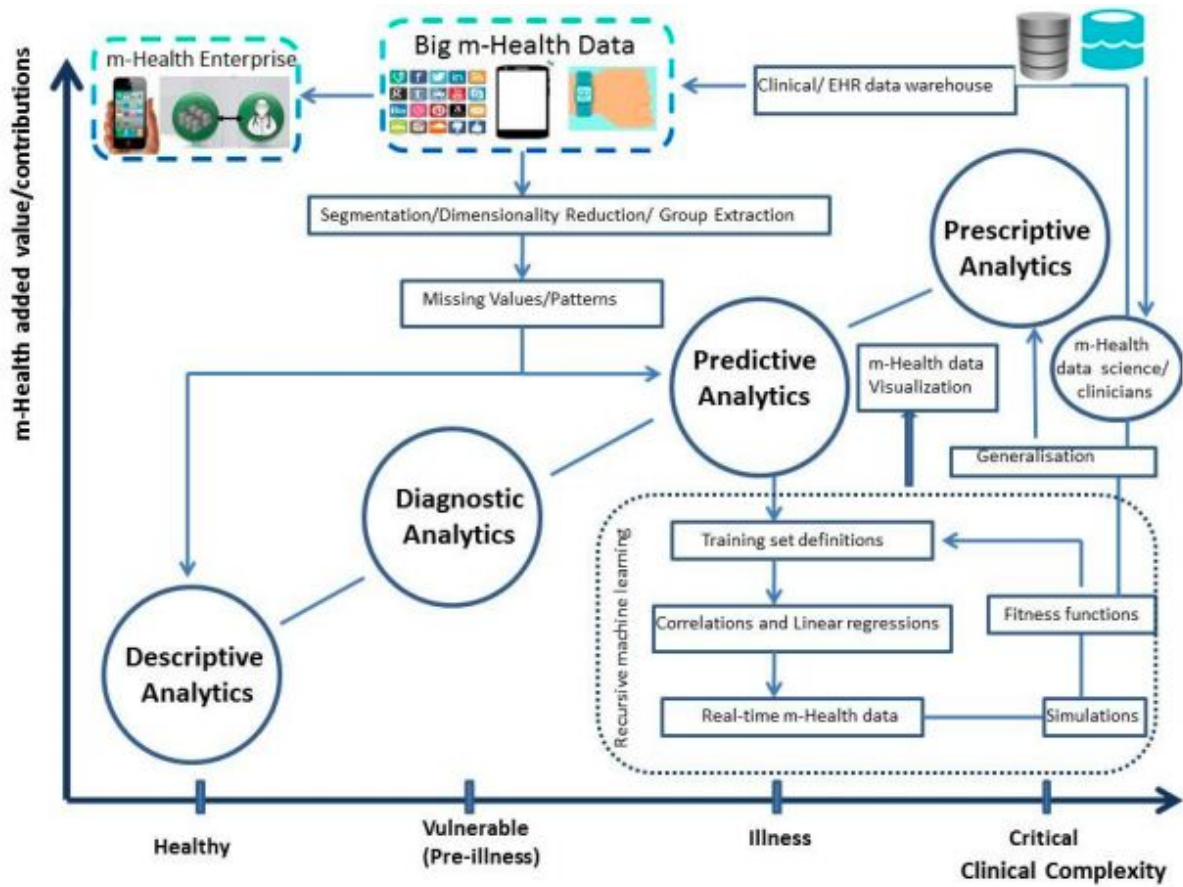 m-Health added value/contributions
m-Health Enterprise
Big m-Health Data
Clinical/ EHR data warehouse
Segmentation/Dimensionality Reduction/ Group Extraction
Missing Values/Patterns
Prescriptive
Analytics
Predictive
Analytics
m-Health data
Visualization
m-Health
data science/
clinicians
Generalisation
Diagnostic
Analytics
Descriptive
Analytics
Recursive machine learning
Training set definitions
Correlations and Linear regressions
Fitness functions
Real-time m-Health data
Simulations
Healthy
Vulnerable
(Pre-illness)
Illness
Critical
Clinical Complexity